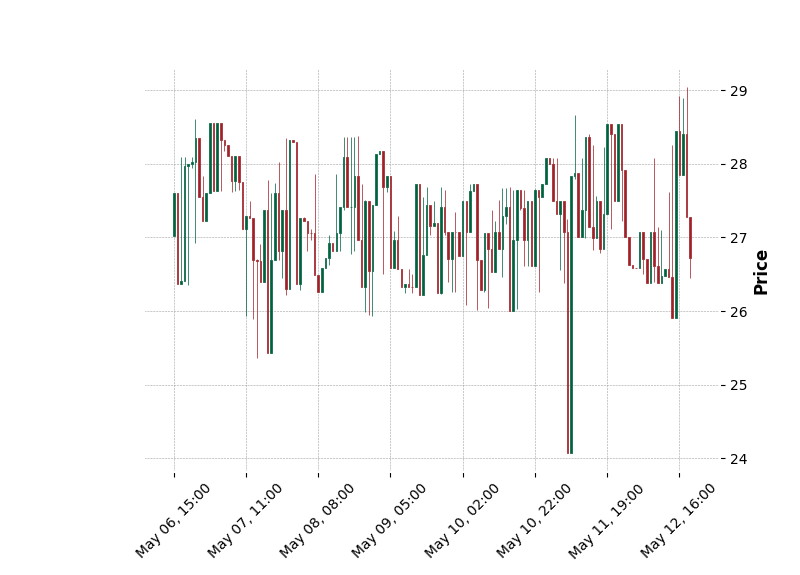 29
28
27
26
25
24
Price
May 06, 15:00
May 07, 11:00
May 08, 08:00
May 09, 05:00
May 10, 02:00
May 10, 22:00
May 11, 19:00
May 12, 16:00